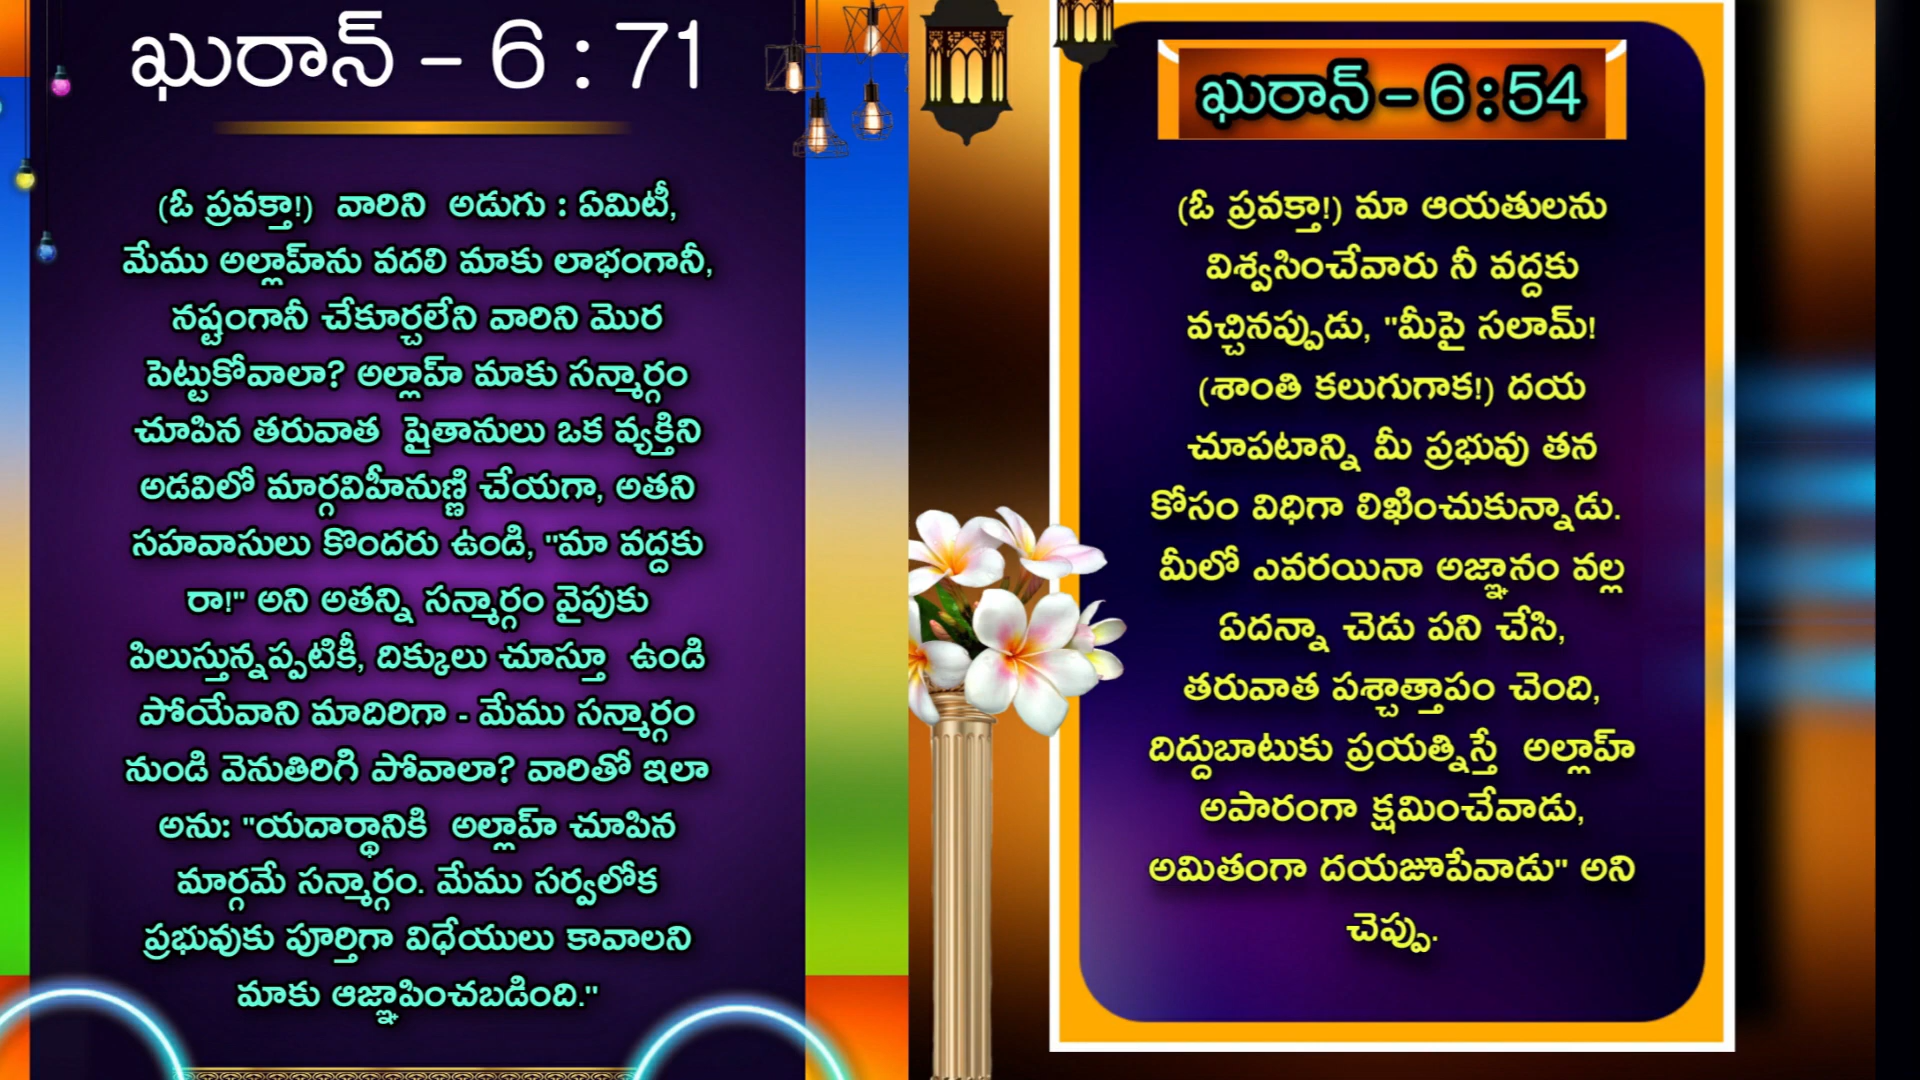 ఖురాన్ - 6 : 71
(ఓ ప్రవక్తా!) వారిని అడుగు : ఏమిటీ,
మేము అల్లాహ్‌ను వదలి మాకు లాభంగానీ,
నష్టంగానీ చేకూర్చలేని వారిని మొర
పెట్టుకోవాలా? అల్లాహ్ మాకు సన్మార్గం
చూపిన తరువాత షైతానులు ఒక వ్యక్తిని
అడవిలో మార్గవిహీనుణ్ణి చేయగా, అతని
సహవాసులు కొందరు ఉండి, "మా వద్దకు
రా!" అని అతన్ని సన్మార్గం వైపుకు
పిలుస్తున్నప్పటికీ, దిక్కులు చూస్తూ ఉండి
పోయేవాని మాదిరిగా - మేము సన్మార్గం
నుండి వెనుతిరిగి పోవాలా? వారితో ఇలా
అను: "యదార్థానికి అల్లాహ్ చూపిన
మార్గమే సన్మార్గం. మేము సర్వలోక
ప్రభువుకు పూర్తిగా విధేయులు కావాలని
మాకు ఆజ్ఞాపించబడింది."
ఖురాన్ - 6 : 54
(ఓ ప్రవక్తా!) మా ఆయతులను
విశ్వసించేవారు నీ వద్దకు
వచ్చినప్పుడు, "మీపై సలామ్!
(శాంతి కలుగుగాక!) దయ
చూపటాన్ని మీ ప్రభువు తన
కోసం విధిగా లిఖించుకున్నాడు.
మీలో ఎవరయినా అజ్ఞానం వల్ల
ఏదన్నా చెడు పని చేసి,
తరువాత పశ్చాత్తాపం చెంది,
దిద్దుబాటుకు ప్రయత్నిస్తే అల్లాహ్
అపారంగా క్షమించేవాడు,
అమితంగా దయజూపేవాడు" అని
చెప్పు.